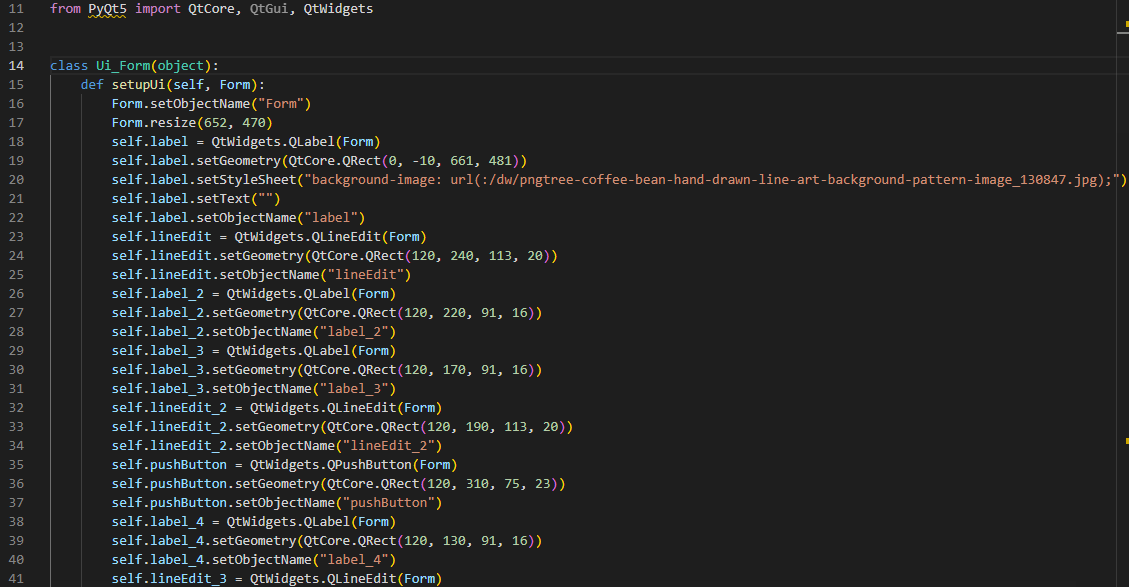 11 from PyQt5 import QtCore, QtGui, QtWidgets
12
13
14 class Ui_Form(object):
15     def setupUi(self, Form):
16         Form.setObjectName("Form")
17         Form.resize(652, 470)
18         self.label = QtWidgets.QLabel(Form)
19         self.label.setGeometry(QtCore.QRect(0, -10, 661, 481))
20         self.label.setStyleSheet("background-image: url(:/dw/pngtree-coffee-bean-hand-drawn-line-art-background-pattern-image_130847.jpg);")
21         self.label.setText("")
22         self.label.setObjectName("label")
23         self.lineEdit = QtWidgets.QLineEdit(Form)
24         self.lineEdit.setGeometry(QtCore.QRect(120, 240, 113, 20))
25         self.lineEdit.setObjectName("lineEdit")
26         self.label_2 = QtWidgets.QLabel(Form)
27         self.label_2.setGeometry(QtCore.QRect(120, 220, 91, 16))
28         self.label_2.setObjectName("label_2")
29         self.label_3 = QtWidgets.QLabel(Form)
30         self.label_3.setGeometry(QtCore.QRect(120, 170, 91, 16))
31         self.label_3.setObjectName("label_3")
32         self.lineEdit_2 = QtWidgets.QLineEdit(Form)
33         self.lineEdit_2.setGeometry(QtCore.QRect(120, 190, 113, 20))
34         self.lineEdit_2.setObjectName("lineEdit_2")
35         self.pushButton = QtWidgets.QPushButton(Form)
36         self.pushButton.setGeometry(QtCore.QRect(120, 310, 75, 23))
37         self.pushButton.setObjectName("pushButton")
38         self.label_4 = QtWidgets.QLabel(Form)
39         self.label_4.setGeometry(QtCore.QRect(120, 130, 91, 16))
40         self.label_4.setObjectName("label_4")
41         self.lineEdit_3 = QtWidgets.QLineEdit(Form)